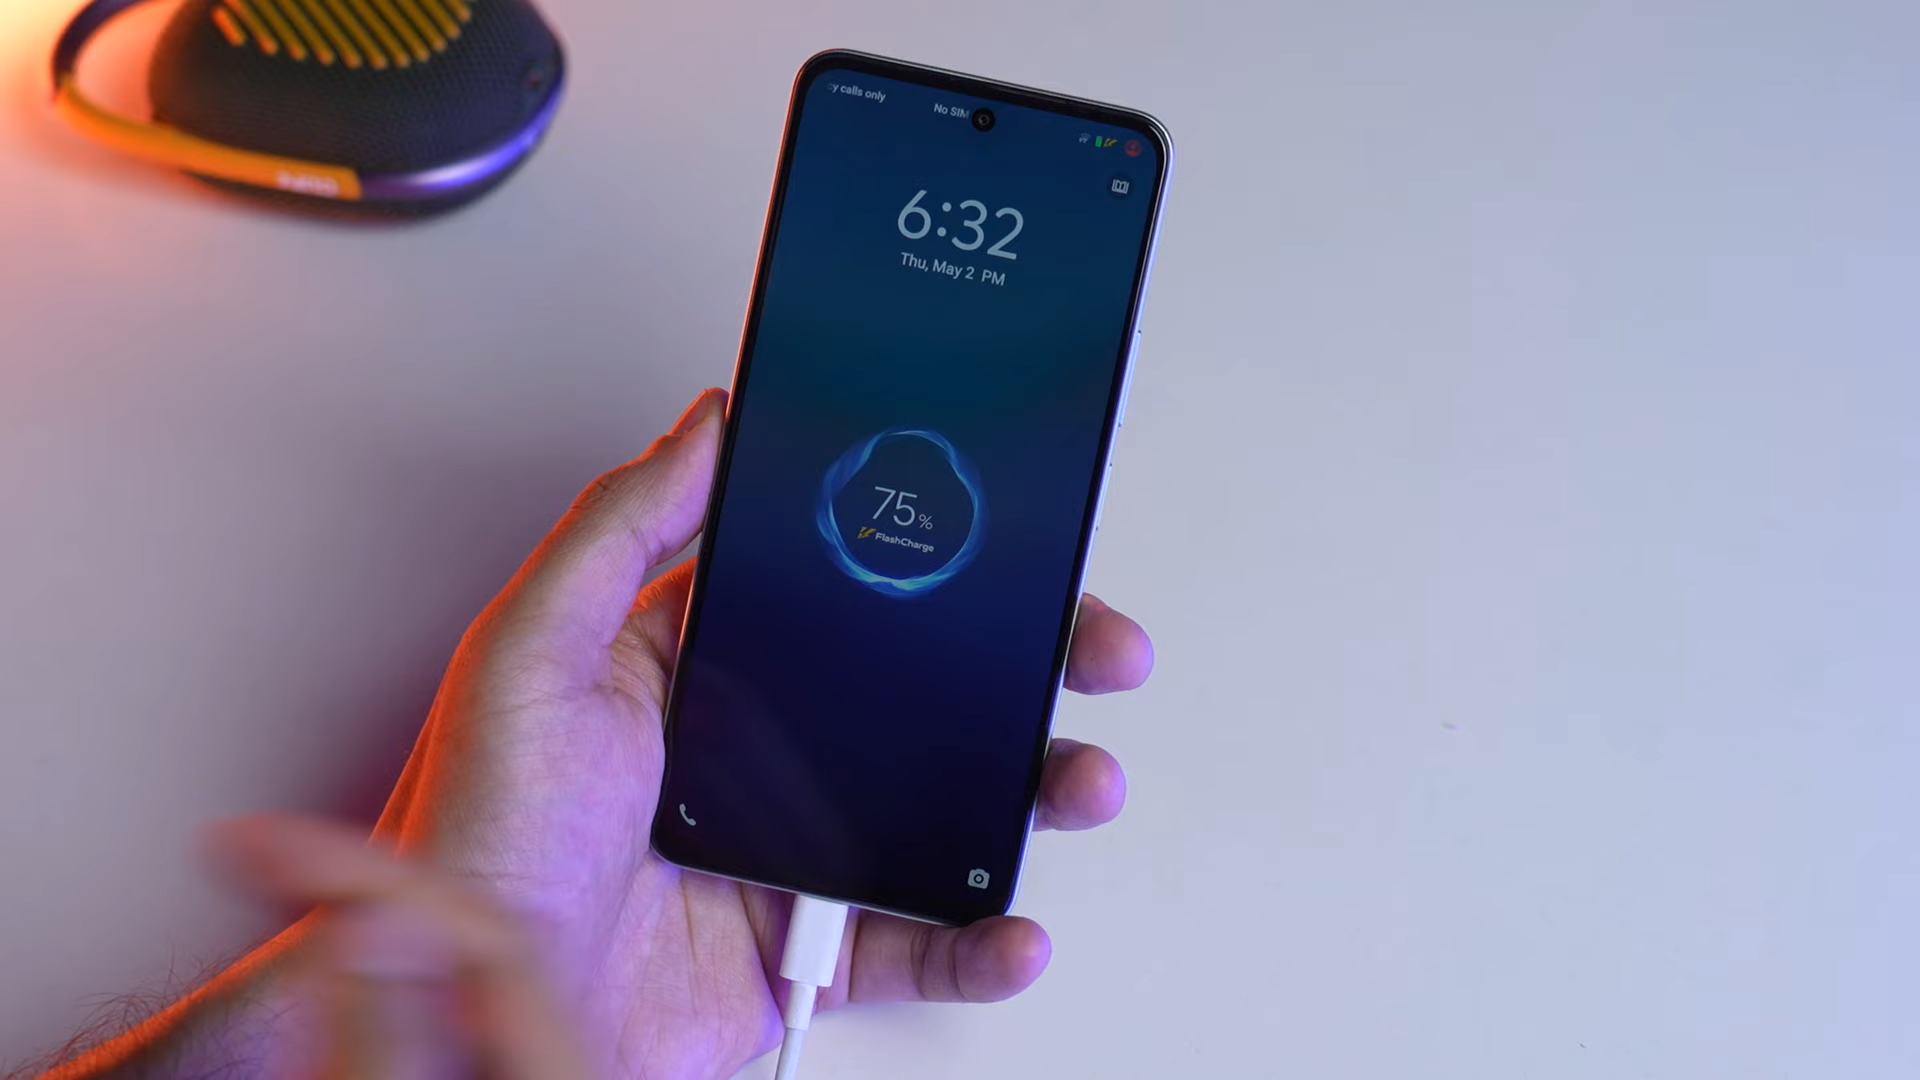 y calls only
No SIM
6:32
Thu, May 2 PM
75%
FlashCharge